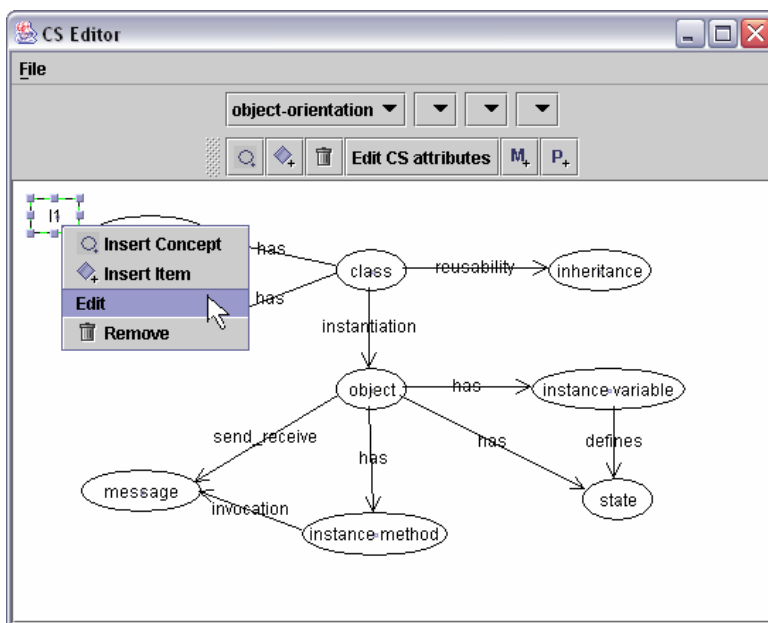 CS Editor
File
object-orientation
Edit CS attributes M+ P+
I1
Insert Concept
Insert Item
Edit
Remove
has
has
class
reusability
inheritance
instantiation
object
has
instance-variable
send_receive
has
has
defines
message
invocation
instance-method
state